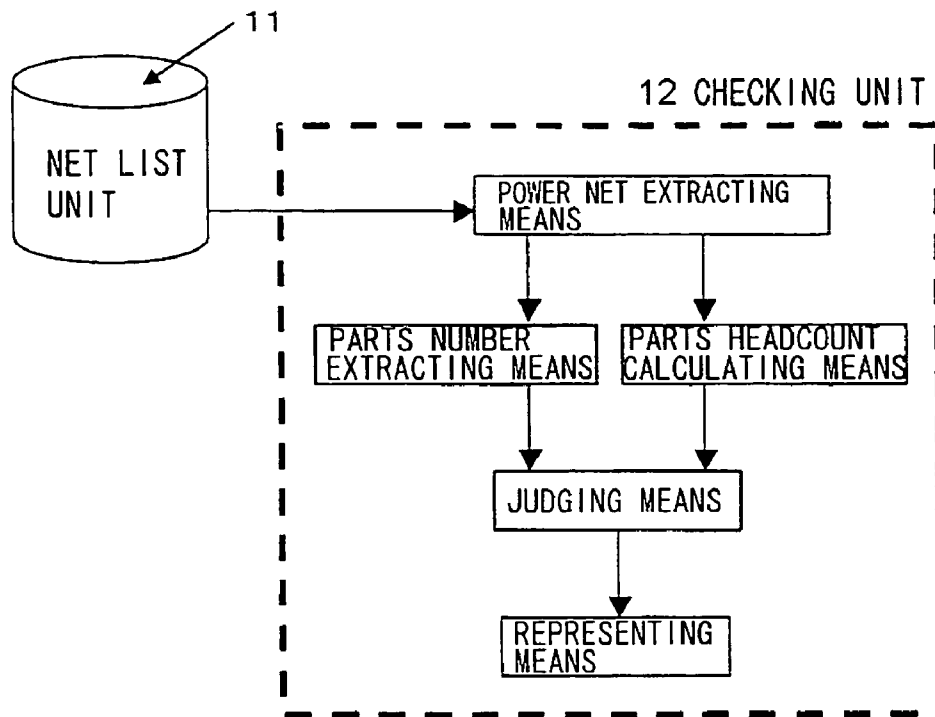 11
12 CHECKING UNIT
NET LIST
UNIT
POWER NET EXTRACTING
MEANS
PARTS NUMBER
EXTRACTING MEANS
PARTS HEADCOUNT
CALCULATING MEANS
JUDGING MEANS
REPRESENTING
MEANS